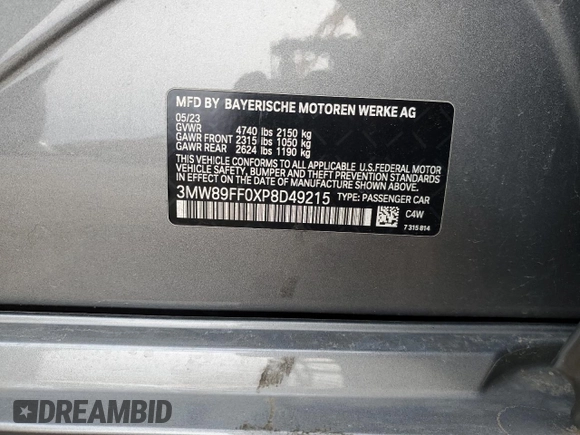 MFD BY BAYERISCHE MOTOREN WERKE AG
05/23
GVWR 4740 lbs 2150 kg
GAWR FRONT 2315 lbs 1050 kg
GAWR REAR 2624 lbs 1190 kg
THIS VEHICLE CONFORMS TO ALL APPLICABLE U.S.FEDERAL MOTOR
VEHICLE SAFETY, BUMPER, AND THEFT PREVENTION STANDARDS
IN EFFECT ON THE DATE OF MANUFACTURE SHOWN ABOVE.
3MW89FF0XP8D49215 TYPE: PASSENGER CAR
C4W
7 315 814
DREAMBID